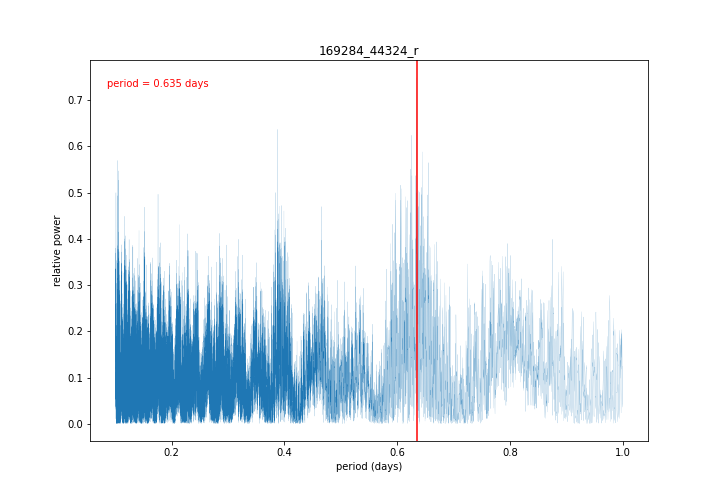 169284_44324_r
period = 0.635 days
relative power
0.7
0.6
0.5
0.4
0.3
0.2
0.1
0.0
0.2 0.4 0.6 0.8 1.0
period (days)